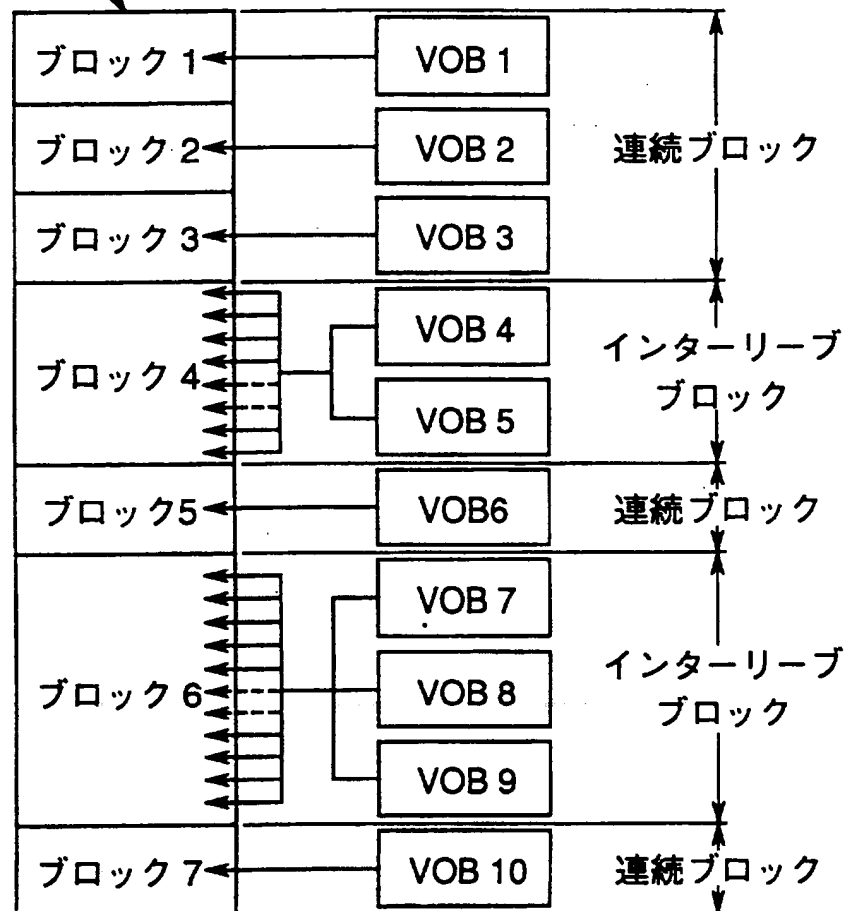 ブロック 1
VOB 1
ブロック 2
VOB 2
連続ブロック
ブロック 3
VOB 3
VOB 4
インターリーブ
ブロック 4
ブロック
VOB 5
ブロック5
VOB6
連続ブロック
VOB 7
インターリーブ
ブロック 6
VOB 8
ブロック
VOB 9
ブロック 7
VOB 10
連続ブロック